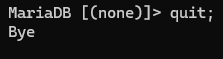 MariaDB [(none)]> quit;
Bye